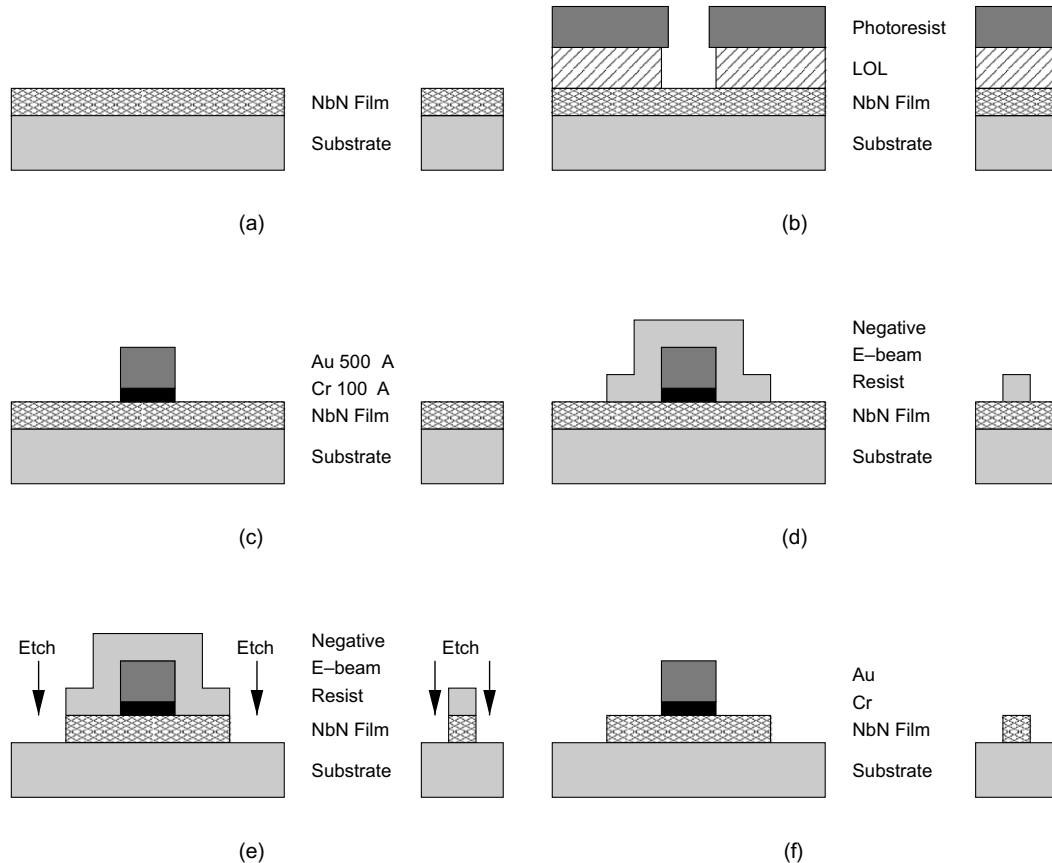 NbN Film
Substrate
(a)
Photoresist
LOL
NbN Film
Substrate
(b)
Au 500 A
Cr 100 A
NbN Film
Substrate
(c)
Negative
E–beam
Resist
NbN Film
Substrate
(d)
Etch
Etch
Negative
E–beam
Resist
NbN Film
Substrate
Etch
(e)
Au
Cr
NbN Film
Substrate
(f)